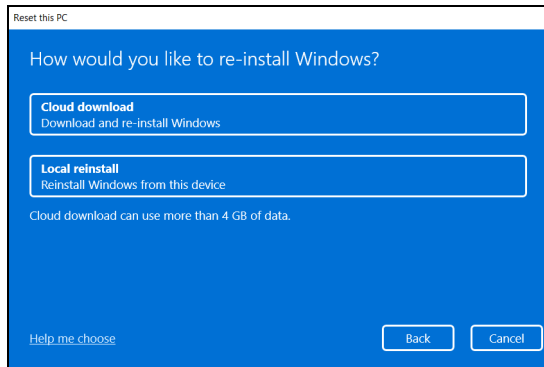 Reset this PC
How would you like to re-install Windows?
Cloud download
Download and re-install Windows
Local reinstall
Reinstall Windows from this device
Cloud download can use more than 4 GB of data.
Help me choose
Back
Cancel